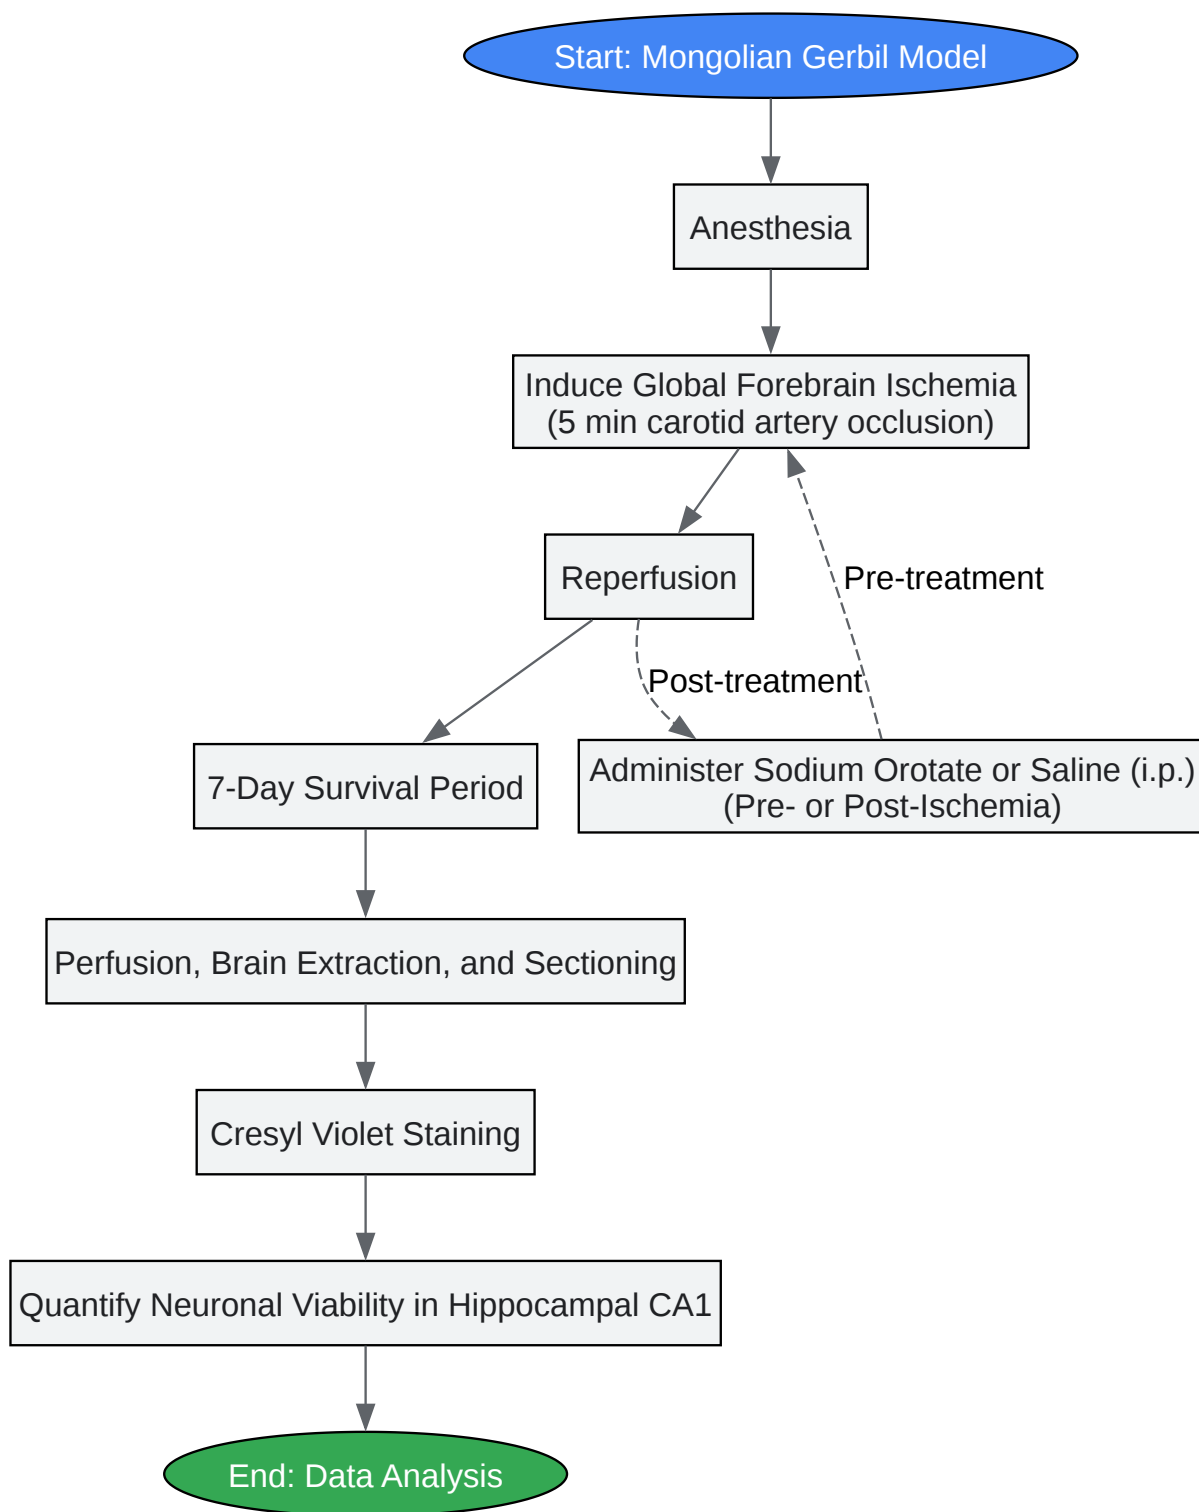 Start: Mongolian Gerbil Model
Anesthesia
Induce Global Forebrain Ischemia
(5 min carotid artery occlusion)
Reperfusion
Pre-treatment
Post-treatment
7-Day Survival Period
Administer Sodium Orotate or Saline (i.p.)
(Pre- or Post-Ischemia)
Perfusion, Brain Extraction, and Sectioning
Cresyl Violet Staining
Quantify Neuronal Viability in Hippocampal CA1
End: Data Analysis